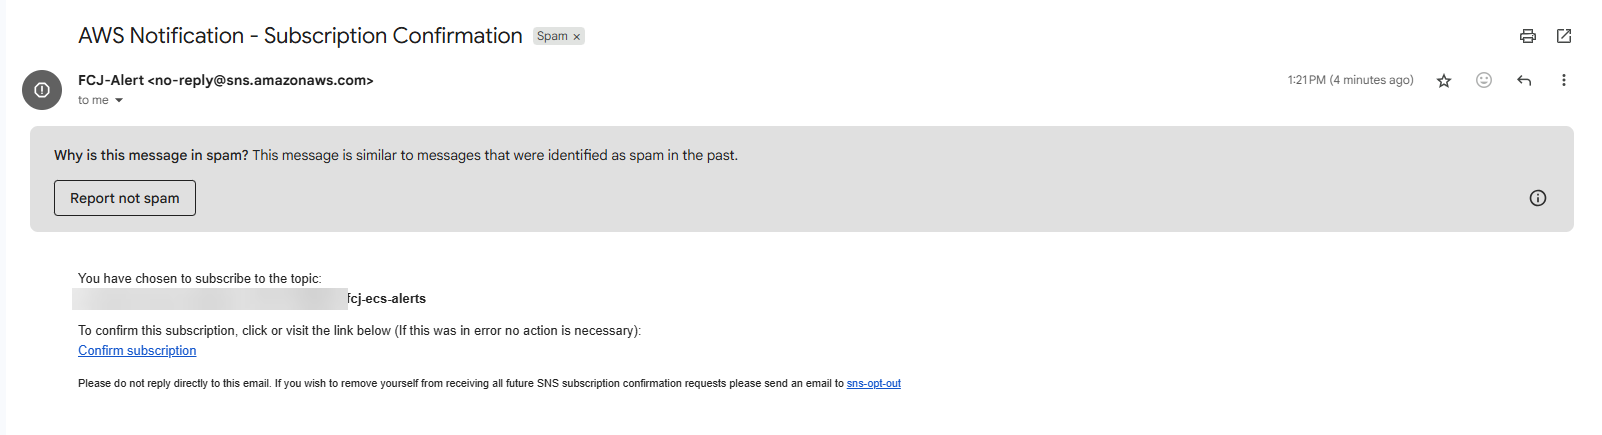 AWS Notification - Subscription Confirmation Spam ×
FCJ-Alert <no-reply@sns.amazonaws.com> 1:21 PM (4 minutes ago)
to me
Why is this message in spam? This message is similar to messages that were identified as spam in the past.
Report not spam
You have chosen to subscribe to the topic:
fcj-ecs-alerts
To confirm this subscription, click or visit the link below (If this was in error no action is necessary):
Confirm subscription
Please do not reply directly to this email. If you wish to remove yourself from receiving all future SNS subscription confirmation requests please send an email to sns-opt-out